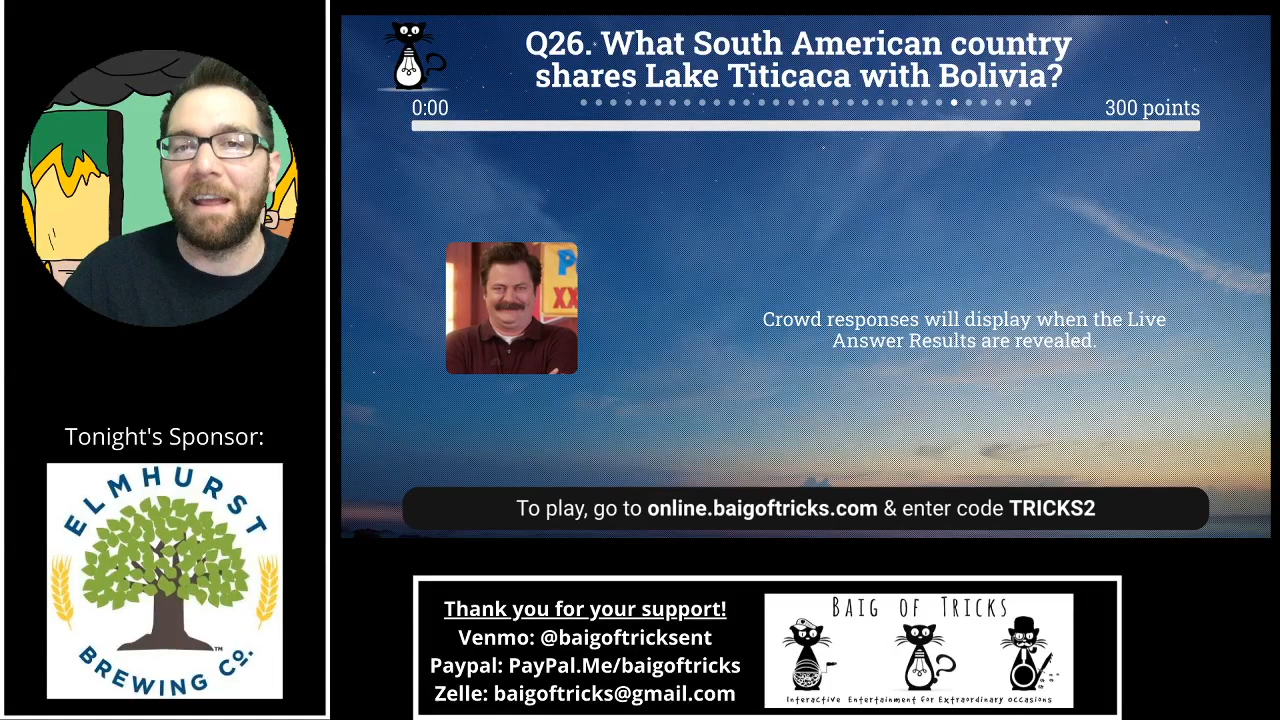 Q26. What South American country
shares Lake Titicaca with Bolivia?
0:00
300 points
P
XX
Crowd responses will display when the Live
Answer Results are revealed.
To play, go to online.baigoftricks.com & enter code TRICKS2
Tonight's Sponsor:
ELMHURST
BREWING CO.
TM
Thank you for your support!
Venmo: @baigoftricksent
Paypal: PayPal.Me/baigoftricks
Zelle: baigoftricks@gmail.com
BAIG OF TRICKS
Interactive Entertainment for Extraordinary occasions